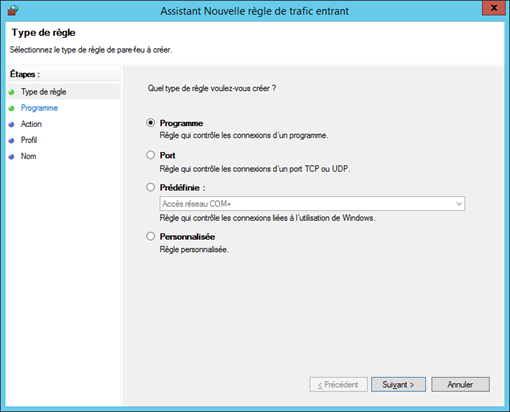 Assistant Nouvelle règle de trafic entrant
x
Type de règle
Sélectionnez le type de règle de pare-feu à créer.
Étapes :
Type de règle
Programme
Action
Profil
Nom
Quel type de règle voulez-vous créer ?
Programme
Règle qui contrôle les connexions d'un programme.
Port
Règle qui contrôle les connexions d'un port TCP ou UDP.
Prédéfinie :
Accès réseau COM+
Règle qui contrôle les connexions liées à l'utilisation de Windows.
Personnalisée
Règle personnalisée.
< Précédent
Suivant >
Annuler